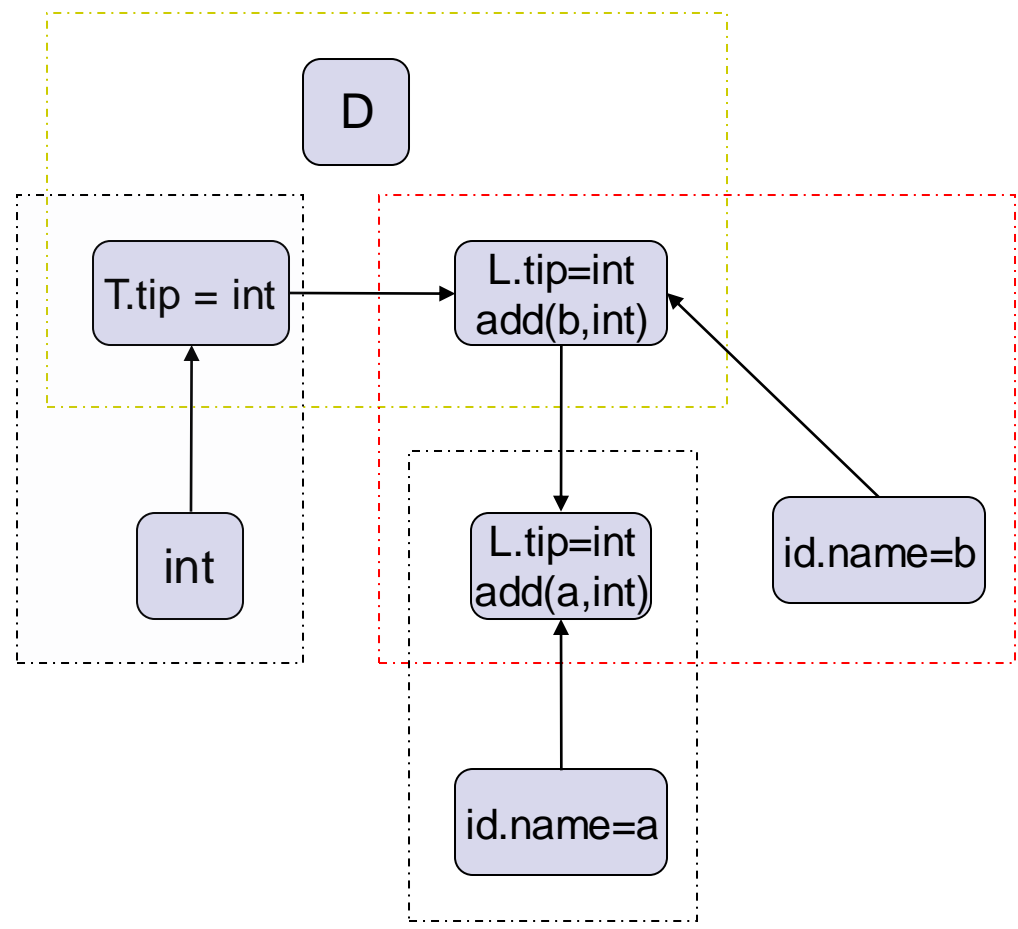 D
T.tip = int
L.tip=int
add(b,int)
int
L.tip=int
add(a,int)
id.name=b
id.name=a